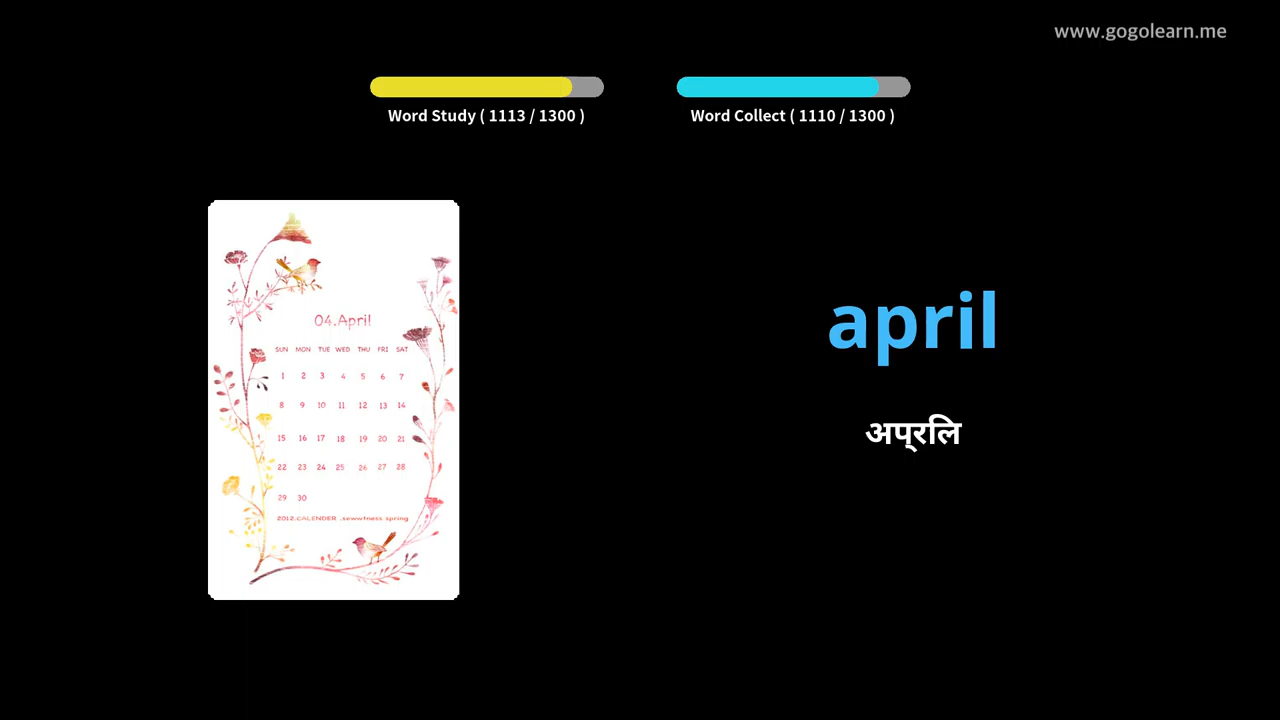 www.gogolearn.me
Word Study ( 1113 / 1300 )
Word Collect ( 1110 / 1300 )
04.April
SUN MON TUE WED THU FRI SAT
1 2 3 4 5 6 7
8 9 10 11 12 13 14
15 16 17 18 19 20 21
22 23 24 25 26 27 28
29 30
2012.CALENDER .sewwtness spring
april
अप्रलि